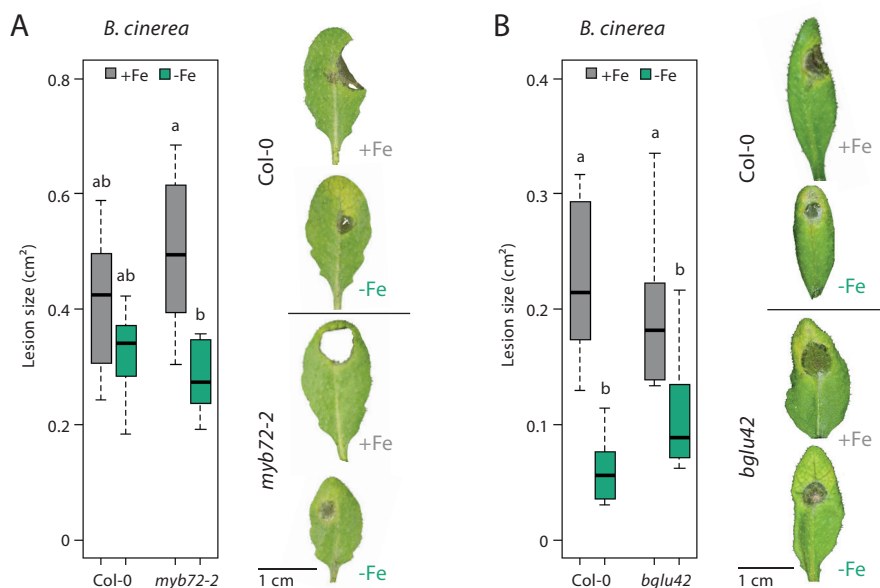 A
B. cinerea
+Fe -Fe
Lesion size (cm²)
0.8
0.6
0.4
0.2
0
ab
ab
a
b
Col-0 myb72-2
Col-0
+Fe
-Fe
myb72-2
+Fe
-Fe
1 cm
B
B. cinerea
+Fe -Fe
Lesion size (cm²)
0.4
0.3
0.2
0.1
0
a
b
a
b
Col-0 bglu42
Col-0
+Fe
-Fe
bglu42
+Fe
-Fe
1 cm